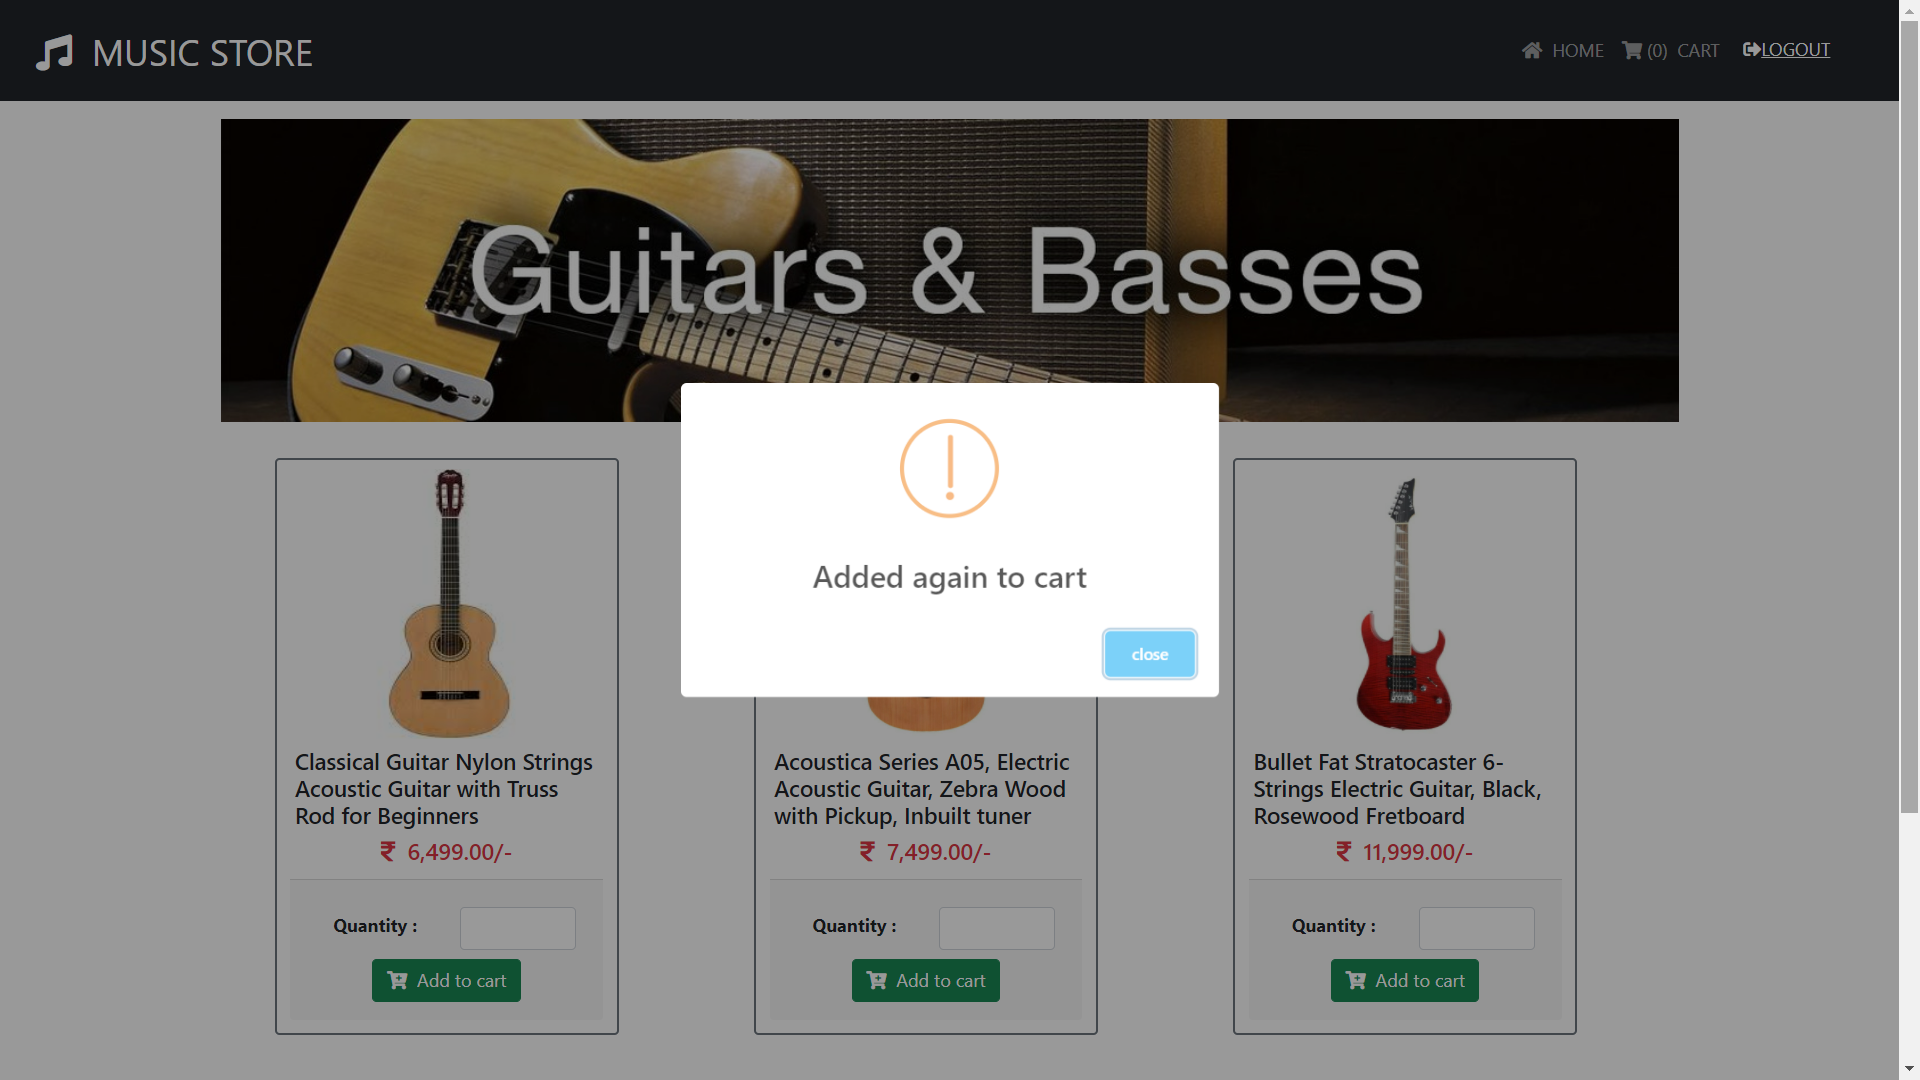 MUSIC STORE
HOME (0) CART LOGOUT
Guitars & Basses
Added again to cart
close
Classical Guitar Nylon Strings
Acoustic Guitar with Truss
Rod for Beginners
₹ 6,499.00/-
Quantity :
Add to cart
Acoustica Series A05, Electric
Acoustic Guitar, Zebra Wood
with Pickup, Inbuilt tuner
₹ 7,499.00/-
Quantity :
Add to cart
Bullet Fat Stratocaster 6-
Strings Electric Guitar, Black,
Rosewood Fretboard
₹ 11,999.00/-
Quantity :
Add to cart